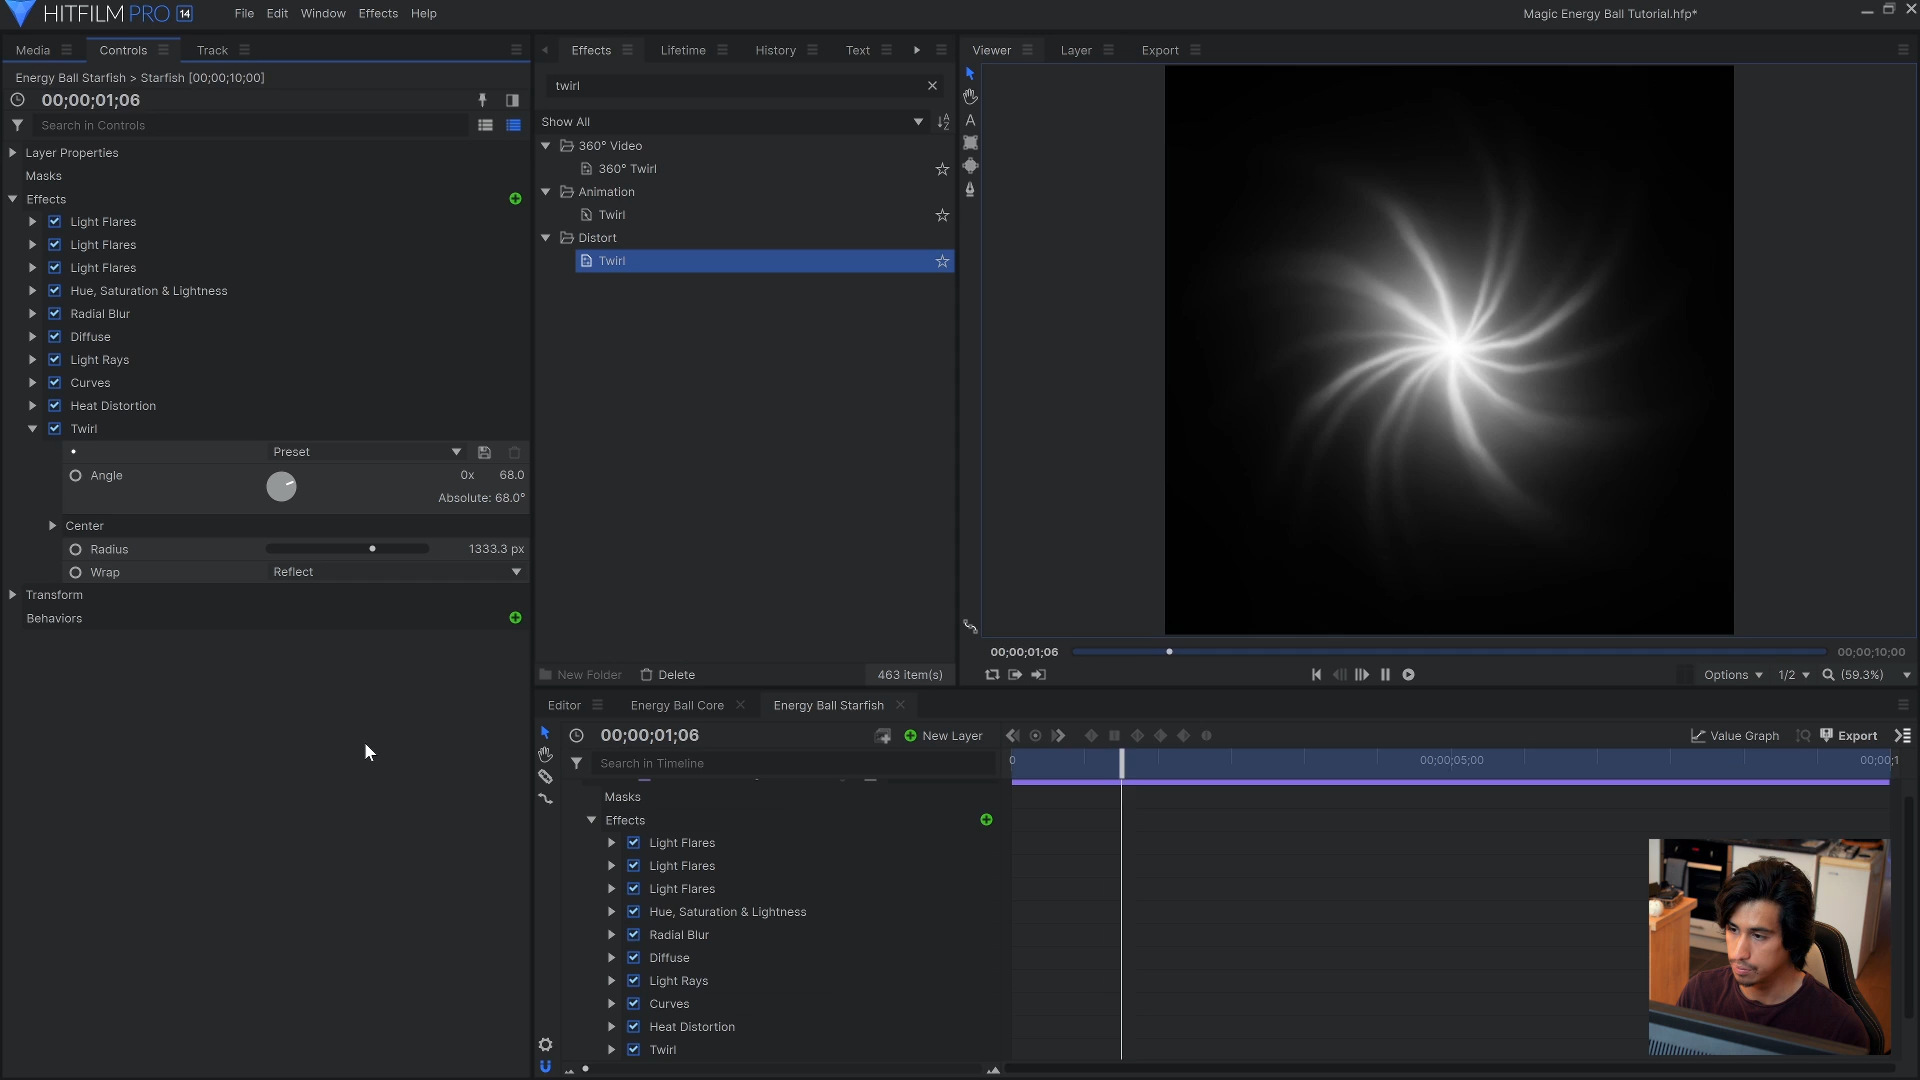 HITFILM PRO 14
File Edit Window Effects Help
Magic Energy Ball Tutorial.hfp*
Media Controls Track
Energy Ball Starfish > Starfish [00;00;10;00]
00;00;01;06
Search in Controls
Layer Properties
Masks
Effects
Light Flares
Light Flares
Light Flares
Hue, Saturation & Lightness
Radial Blur
Diffuse
Light Rays
Curves
Heat Distortion
Twirl
Preset
Angle 0x 68.0
Absolute: 68.0°
Center
Radius 1333.3 px
Wrap Reflect
Transform
Behaviors
Effects Lifetime History Text
twirl
Show All
360° Video
360° Twirl
Animation
Twirl
Distort
Twirl
New Folder Delete 463 item(s)
Viewer Layer Export
A
00;00;01;06 00;00;10;00
Options 1/2 (59.3%)
Editor Energy Ball Core Energy Ball Starfish
00;00;01;06 New Layer Value Graph Export
Search in Timeline
0 00;00;05;00 00;00;1
Masks
Effects
Light Flares
Light Flares
Light Flares
Hue, Saturation & Lightness
Radial Blur
Diffuse
Light Rays
Curves
Heat Distortion
Twirl